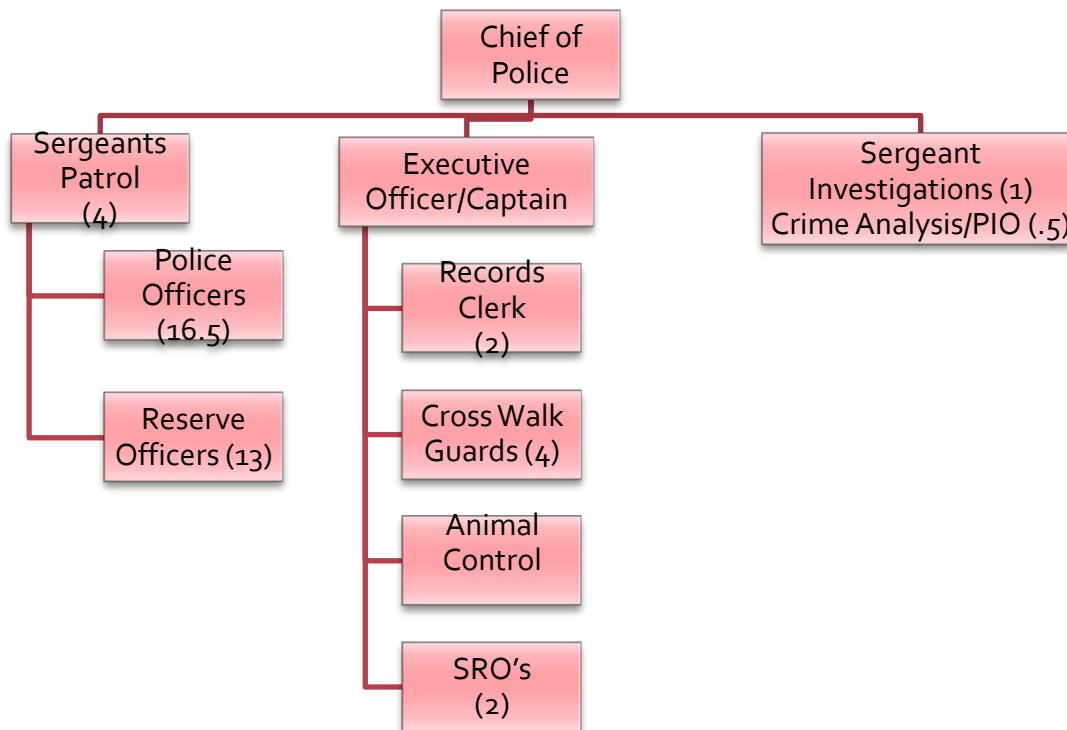 Chief of
Police
Sergeants
Patrol
(4)
Police
Officers
(16.5)
Reserve
Officers (13)
Executive
Officer/Captain
Records
Clerk
(2)
Cross Walk
Guards (4)
Animal
Control
SRO's
(2)
Sergeant
Investigations (1)
Crime Analysis/PIO (.5)